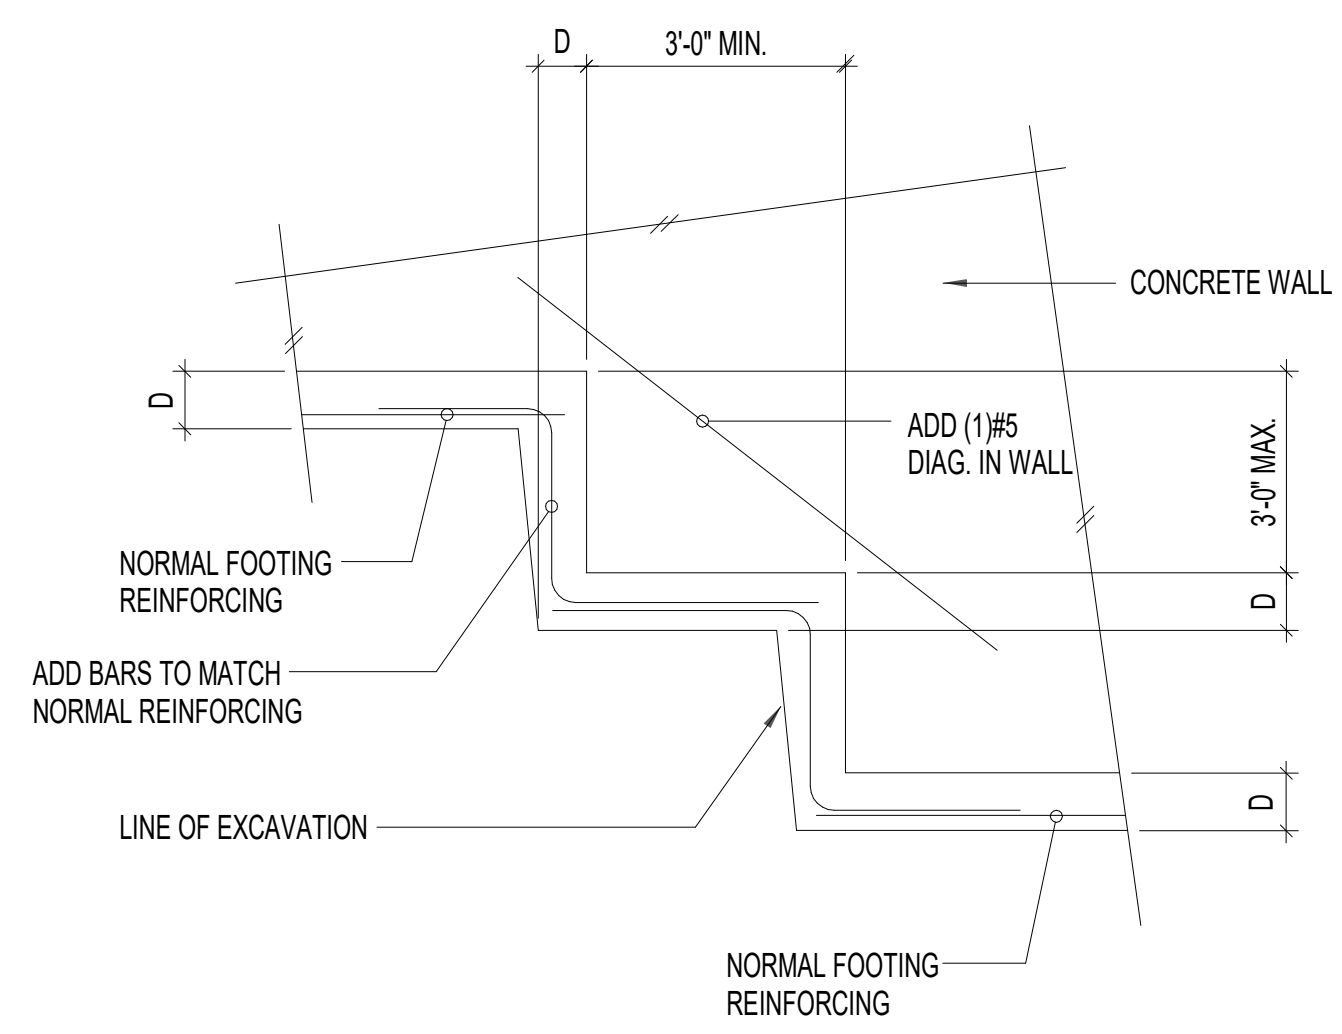 D
3'-0" MIN.
CONCRETE WALL
D
ADD (1)#5
DIAG. IN WALL
3'-0" MAX.
NORMAL FOOTING
REINFORCING
D
ADD BARS TO MATCH
NORMAL REINFORCING
D
LINE OF EXCAVATION
NORMAL FOOTING
REINFORCING